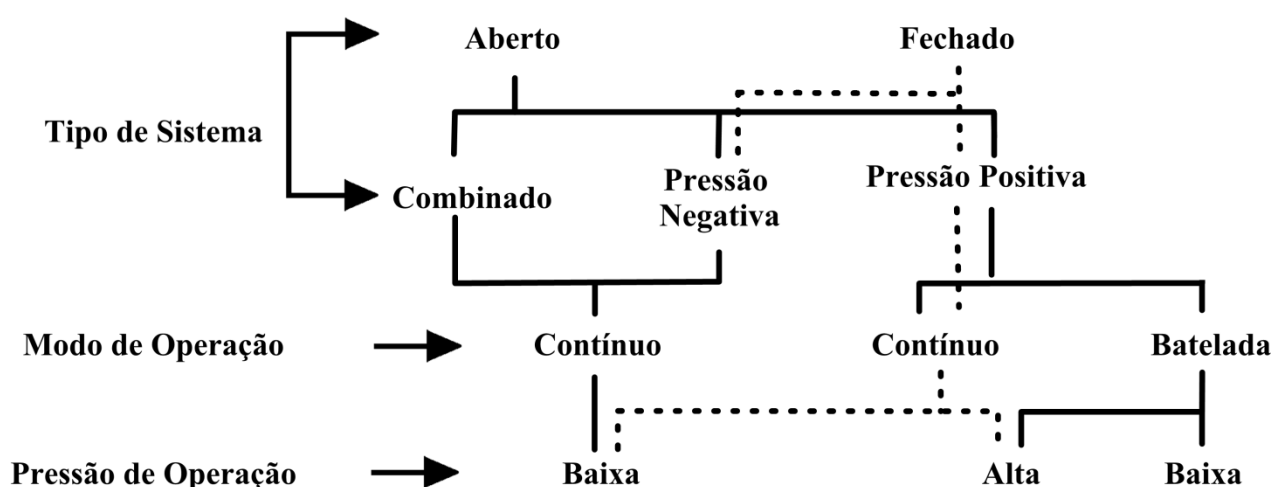 Aberto Fechado
Tipo de Sistema
Combinado Pressão Negativa Pressão Positiva
Modo de Operação Contínuo Contínuo Batelada
Pressão de Operação Baixa Alta Baixa